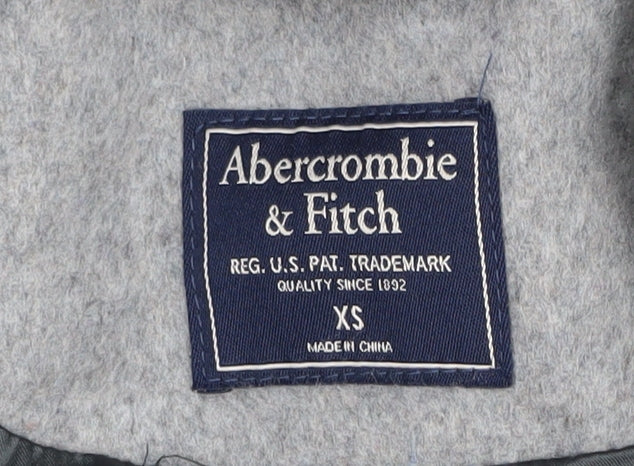 Abercrombie
& Fitch
REG. U.S. PAT. TRADEMARK
QUALITY SINCE 1892
XS
MADE IN CHINA